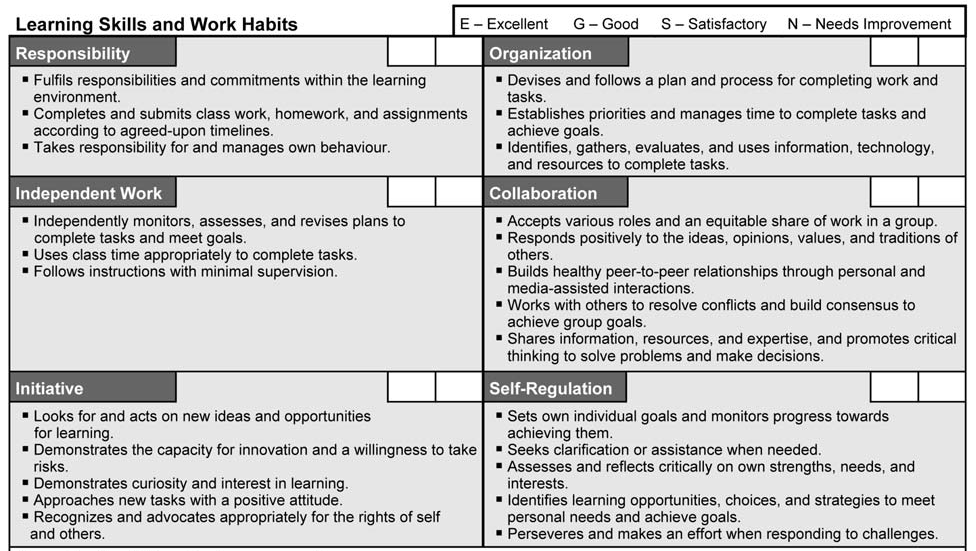 Learning Skills and Work Habits
E – Excellent G – Good S – Satisfactory N – Needs Improvement
Responsibility
▪ Fulfils responsibilities and commitments within the learning
environment.
▪ Completes and submits class work, homework, and assignments
according to agreed-upon timelines.
▪ Takes responsibility for and manages own behaviour.
Organization
▪ Devises and follows a plan and process for completing work and
tasks.
▪ Establishes priorities and manages time to complete tasks and
achieve goals.
▪ Identifies, gathers, evaluates, and uses information, technology,
and resources to complete tasks.
Independent Work
▪ Independently monitors, assesses, and revises plans to
complete tasks and meet goals.
▪ Uses class time appropriately to complete tasks.
▪ Follows instructions with minimal supervision.
Collaboration
▪ Accepts various roles and an equitable share of work in a group.
▪ Responds positively to the ideas, opinions, values, and traditions of
others.
▪ Builds healthy peer-to-peer relationships through personal and
media-assisted interactions.
▪ Works with others to resolve conflicts and build consensus to
achieve group goals.
▪ Shares information, resources, and expertise, and promotes critical
thinking to solve problems and make decisions.
Initiative
▪ Looks for and acts on new ideas and opportunities
for learning.
▪ Demonstrates the capacity for innovation and a willingness to take
risks.
▪ Demonstrates curiosity and interest in learning.
▪ Approaches new tasks with a positive attitude.
▪ Recognizes and advocates appropriately for the rights of self
and others.
Self-Regulation
▪ Sets own individual goals and monitors progress towards
achieving them.
▪ Seeks clarification or assistance when needed.
▪ Assesses and reflects critically on own strengths, needs, and
interests.
▪ Identifies learning opportunities, choices, and strategies to meet
personal needs and achieve goals.
▪ Perseveres and makes an effort when responding to challenges.